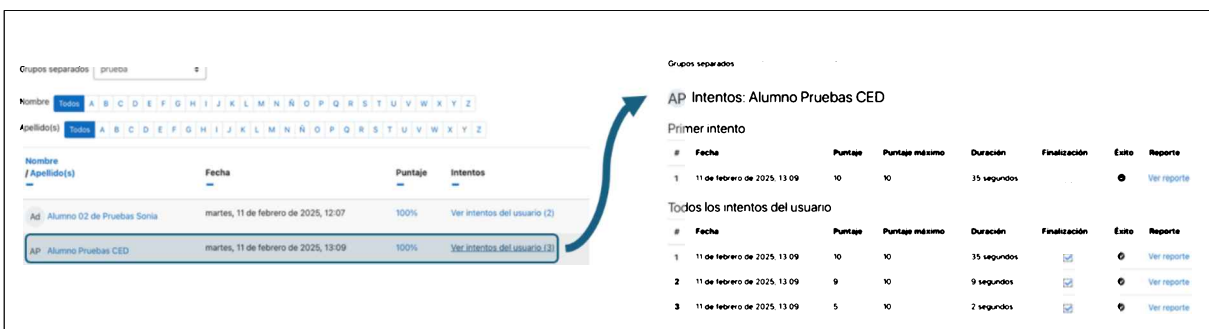 Grupos separados prueba
Nombre Todos A B C D E F G H I J K L M N Ñ O P Q R S T U V W X Y Z
Apellido(s) Todos A B C D E F G H I J K L M N Ñ O P Q R S T U V W X Y Z
Nombre
/ Apellido(s) Fecha Puntaje Intentos
Ad Alumno 02 de Pruebas Sonia martes, 11 de febrero de 2025, 12:07 100% Ver intentos del usuario (2)
AP Alumno Pruebas CED martes, 11 de febrero de 2025, 13:09 100% Ver intentos del usuario (3)
Grupos separados
AP Intentos: Alumno Pruebas CED
Primer intento
# Fecha Puntaje Puntaje máximo Duración Finalización Éxito Reporte
1 11 de febrero de 2025, 13:09 10 10 35 segundos Ver reporte
Todos los intentos del usuario
# Fecha Puntaje Puntaje máximo Duración Finalización Éxito Reporte
1 11 de febrero de 2025, 13:09 10 10 35 segundos Ver reporte
2 11 de febrero de 2025, 13:09 9 10 9 segundos Ver reporte
3 11 de febrero de 2025, 13:09 5 10 2 segundos Ver reporte